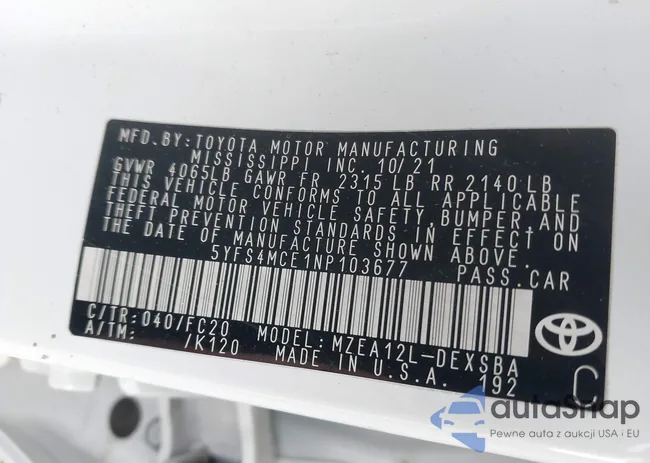 MFD. BY: TOYOTA MOTOR MANUFACTURING
MISSISSIPPI INC. 10/21
GVWR 4065LB GAWR FR 2315 LB RR 2140 LB
THIS VEHICLE CONFORMS TO ALL APPLICABLE
FEDERAL MOTOR VEHICLE SAFETY, BUMPER, AND
THEFT PREVENTION STANDARDS IN EFFECT ON
THE DATE OF MANUFACTURE SHOWN ABOVE.
5YFS4MCE1NP103677 PASS. CAR
C/TR: 040/FC20 MODEL: MZEA12L-DEXSBA
A/TM: /K120 MADE IN U.S.A. 192
C
autoSnap
Pewne auta z aukcji USA i EU